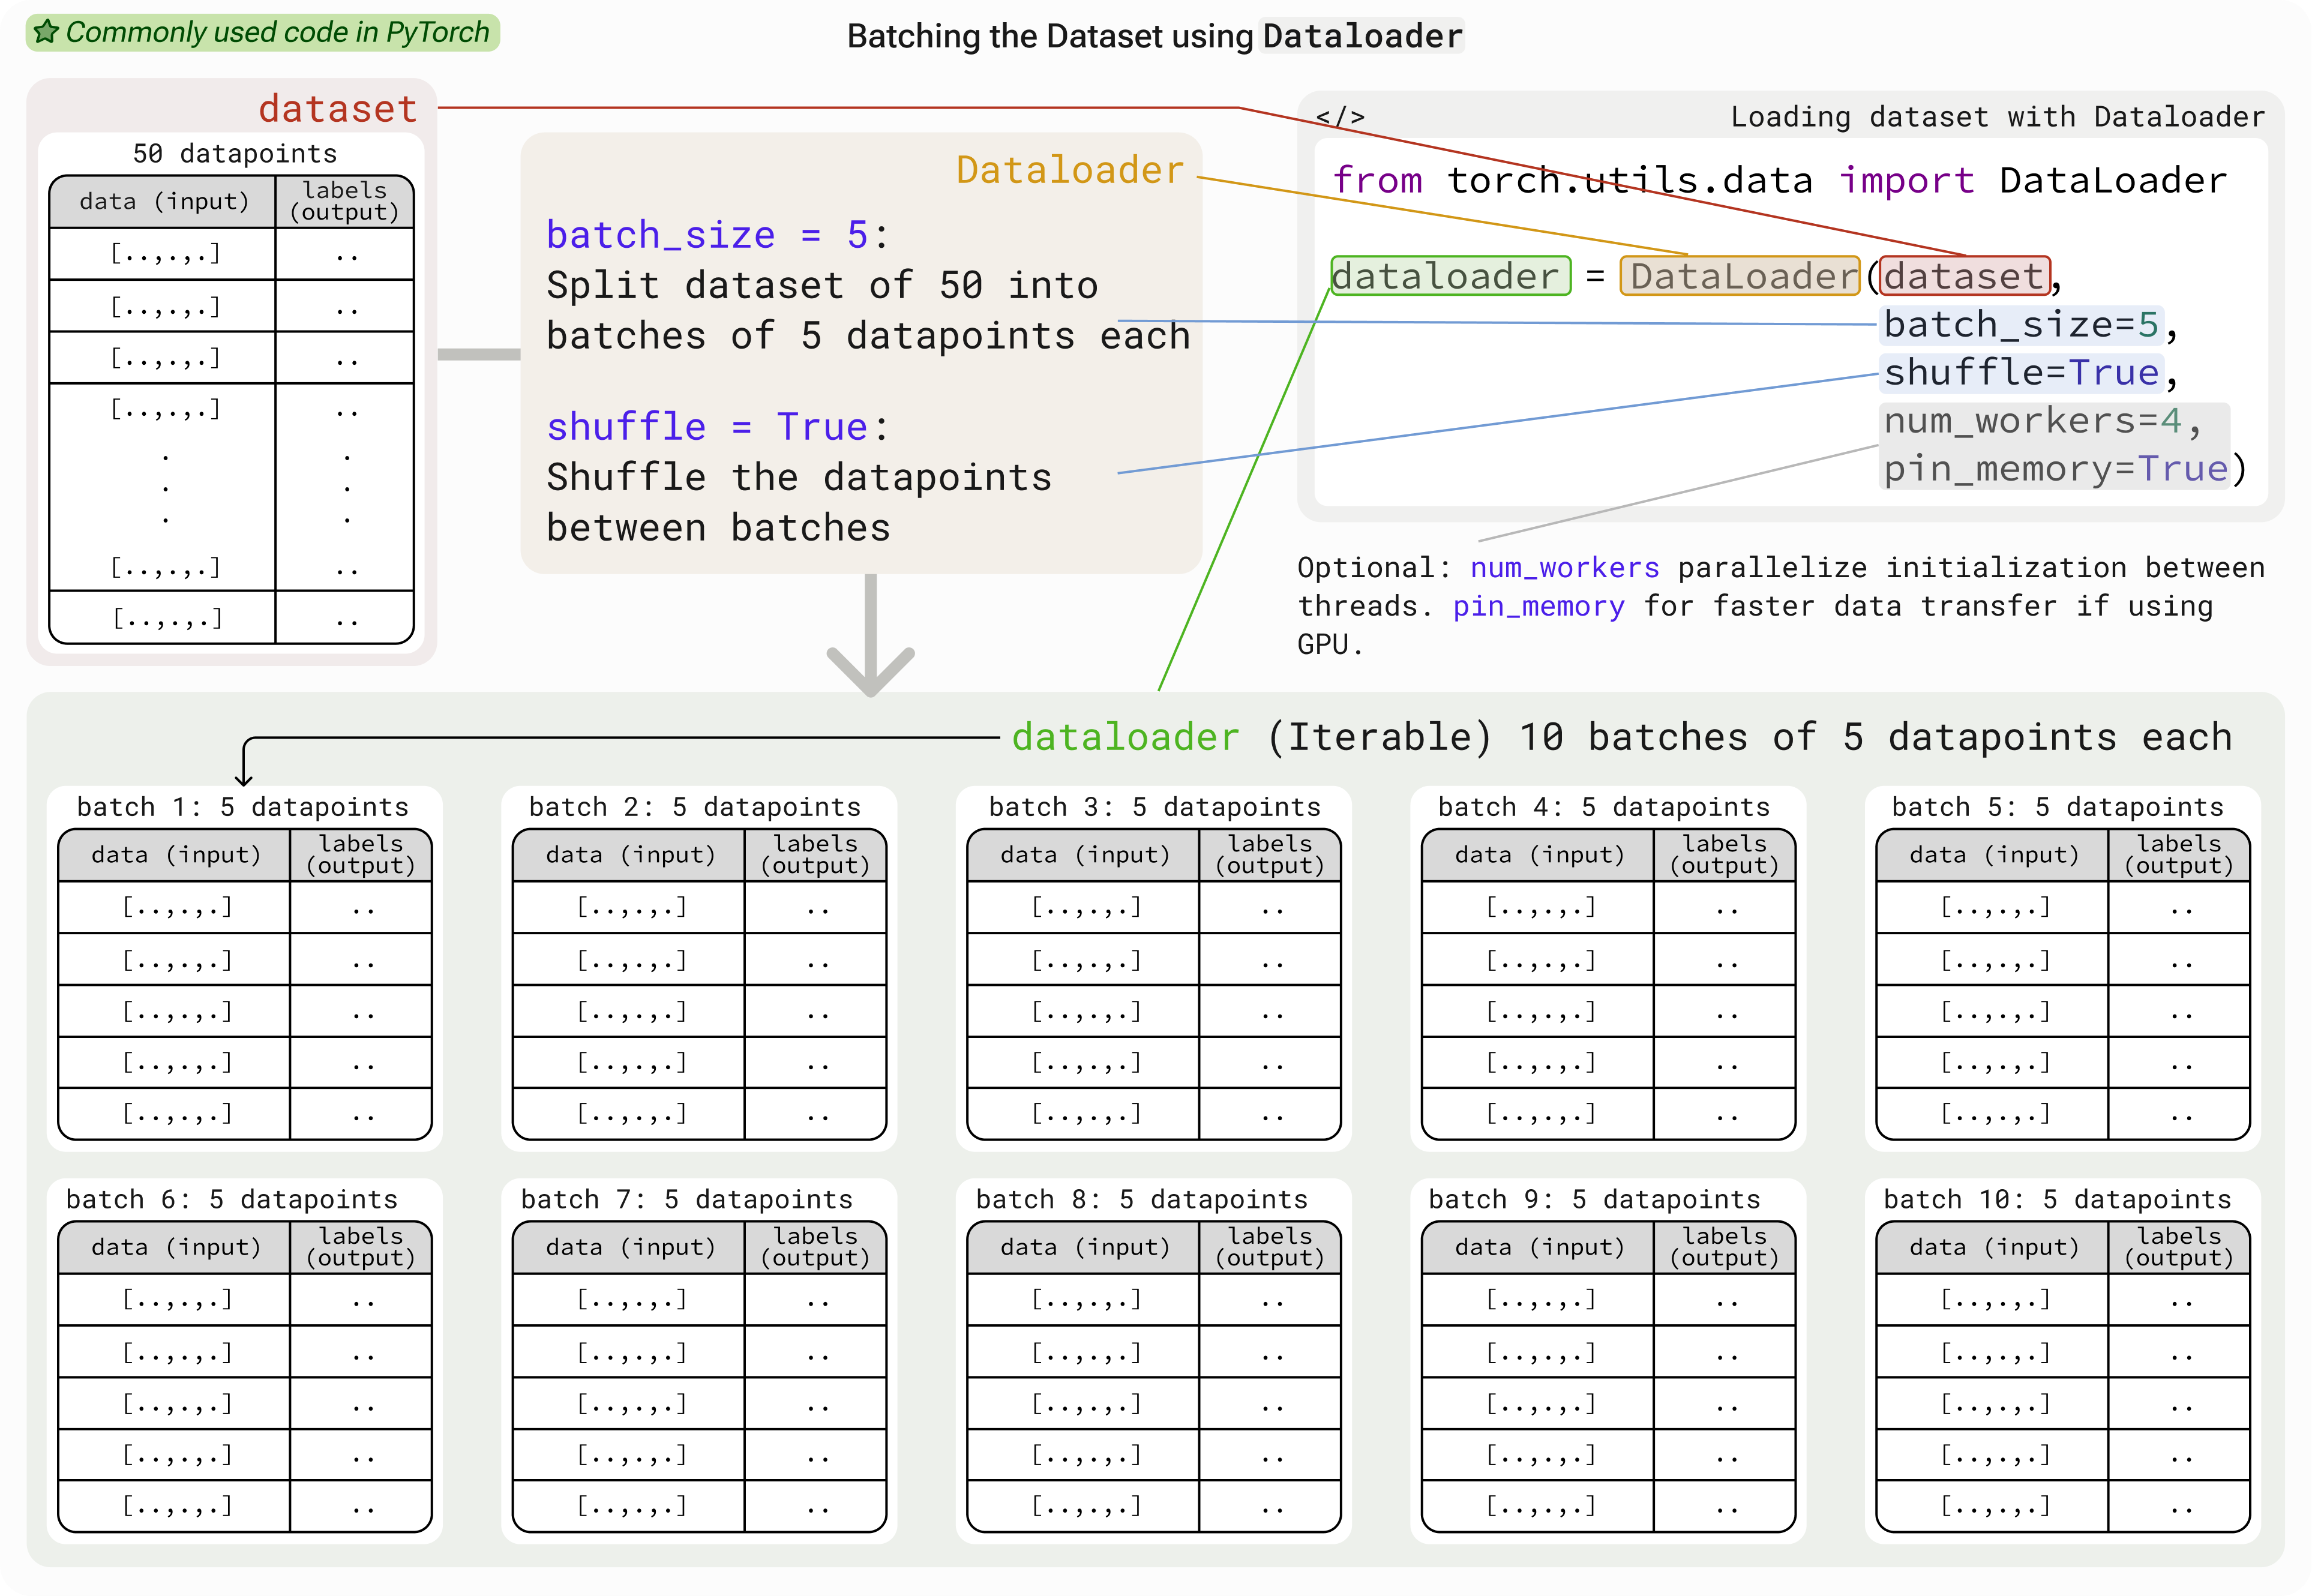 Commonly used code in PyTorch
Batching the Dataset using Dataloader
dataset
50 datapoints
data (input) labels (output)
[..,.,.] ..
[..,.,.] ..
[..,.,.] ..
[..,.,.] ..
. .
. .
. .
[..,.,.] ..
[..,.,.] ..
Dataloader
batch_size = 5:
Split dataset of 50 into
batches of 5 datapoints each
shuffle = True:
Shuffle the datapoints
between batches
</> Loading dataset with Dataloader
from torch.utils.data import DataLoader
dataloader = DataLoader(dataset,
batch_size=5,
shuffle=True,
num_workers=4,
pin_memory=True)
Optional: num_workers parallelize initialization between
threads. pin_memory for faster data transfer if using
GPU.
dataloader (Iterable) 10 batches of 5 datapoints each
batch 1: 5 datapoints
data (input) labels (output)
[..,.,.] ..
[..,.,.] ..
[..,.,.] ..
[..,.,.] ..
[..,.,.] ..
batch 2: 5 datapoints
data (input) labels (output)
[..,.,.] ..
[..,.,.] ..
[..,.,.] ..
[..,.,.] ..
[..,.,.] ..
batch 3: 5 datapoints
data (input) labels (output)
[..,.,.] ..
[..,.,.] ..
[..,.,.] ..
[..,.,.] ..
[..,.,.] ..
batch 4: 5 datapoints
data (input) labels (output)
[..,.,.] ..
[..,.,.] ..
[..,.,.] ..
[..,.,.] ..
[..,.,.] ..
batch 5: 5 datapoints
data (input) labels (output)
[..,.,.] ..
[..,.,.] ..
[..,.,.] ..
[..,.,.] ..
[..,.,.] ..
batch 6: 5 datapoints
data (input) labels (output)
[..,.,.] ..
[..,.,.] ..
[..,.,.] ..
[..,.,.] ..
[..,.,.] ..
batch 7: 5 datapoints
data (input) labels (output)
[..,.,.] ..
[..,.,.] ..
[..,.,.] ..
[..,.,.] ..
[..,.,.] ..
batch 8: 5 datapoints
data (input) labels (output)
[..,.,.] ..
[..,.,.] ..
[..,.,.] ..
[..,.,.] ..
[..,.,.] ..
batch 9: 5 datapoints
data (input) labels (output)
[..,.,.] ..
[..,.,.] ..
[..,.,.] ..
[..,.,.] ..
[..,.,.] ..
batch 10: 5 datapoints
data (input) labels (output)
[..,.,.] ..
[..,.,.] ..
[..,.,.] ..
[..,.,.] ..
[..,.,.] ..